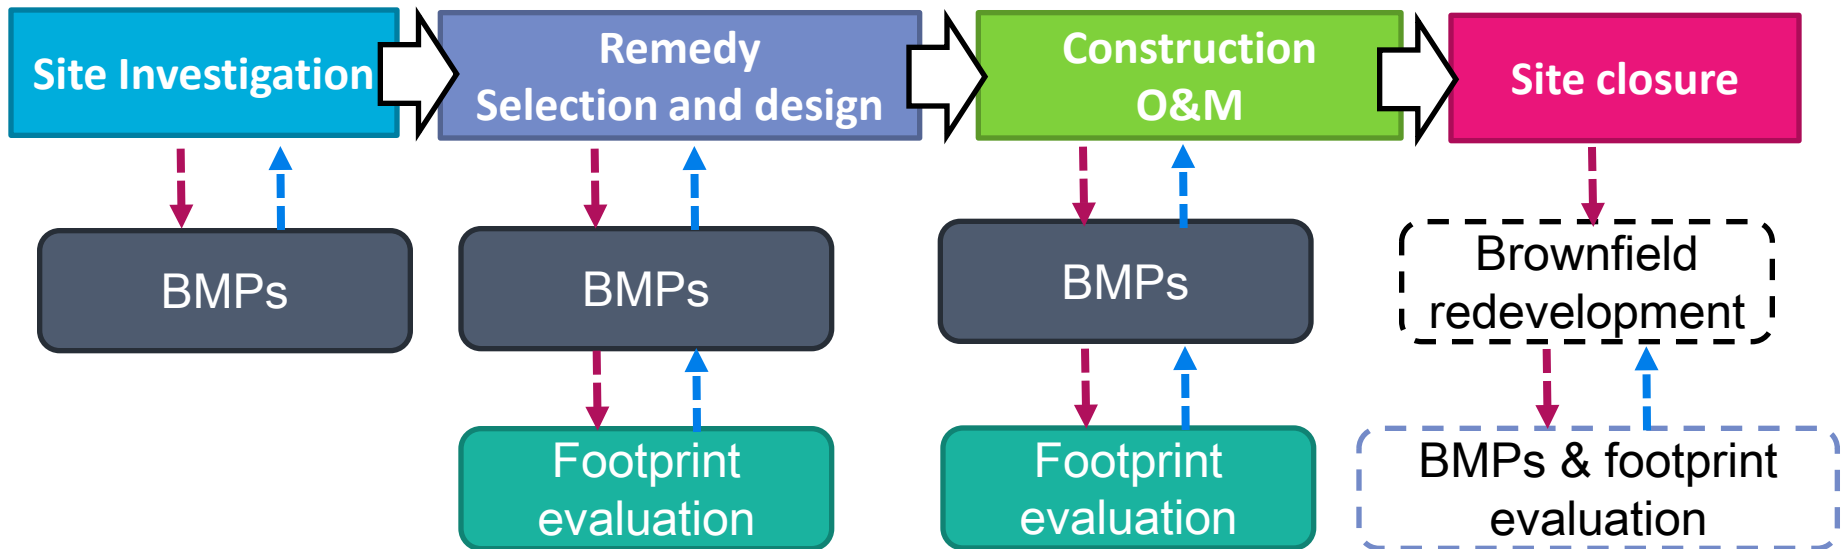 Site Investigation
Remedy
Selection and design
Construction
O&M
Site closure
BMPs
BMPs
BMPs
Brownfield
redevelopment
Footprint
evaluation
Footprint
evaluation
BMPs & footprint
evaluation